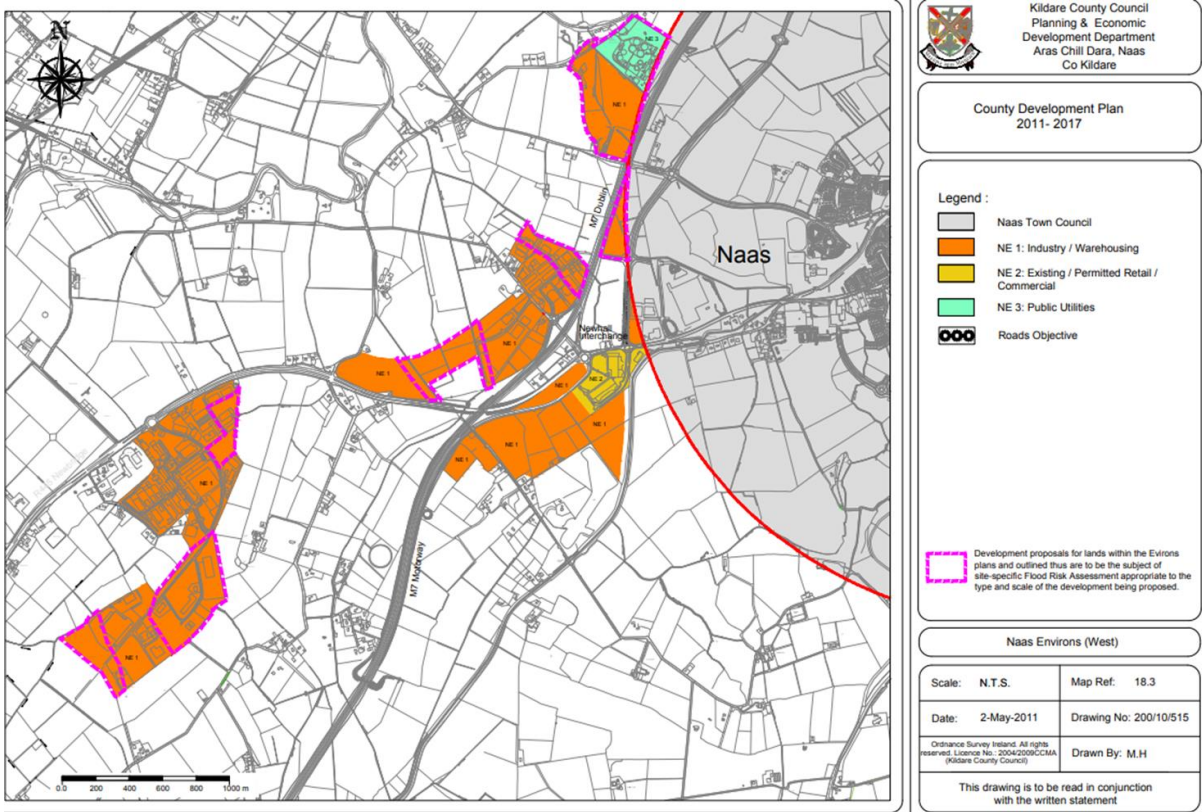 N
NE 3
NE 1
M7 Dublin
Naas
Newhall
Interchange
NE 1
NE 1
NE 1
NE 2
NE 1
NE 1
NE 1
NE 1
M7 Motorway
NE 1
0.0 200 400 600 800 1000 m
Kildare County Council
Planning & Economic
Development Department
Aras Chill Dara, Naas
Co Kildare
County Development Plan
2011- 2017
Legend :
Naas Town Council
NE 1: Industry / Warehousing
NE 2: Existing / Permitted Retail /
Commercial
NE 3: Public Utilities
Roads Objective
Development proposals for lands within the Evirons
plans and outlined thus are to be the subject of
site-specific Flood Risk Assessment appropriate to the
type and scale of the development being proposed.
Naas Environs (West)
Scale: N.T.S.
Map Ref: 18.3
Date: 2-May-2011
Drawing No: 200/10/515
Ordnance Survey Ireland. All rights
reserved. Licence No.: 2004/2009CCMA
(Kildare County Council)
Drawn By: M.H
This drawing is to be read in conjunction
with the written statement